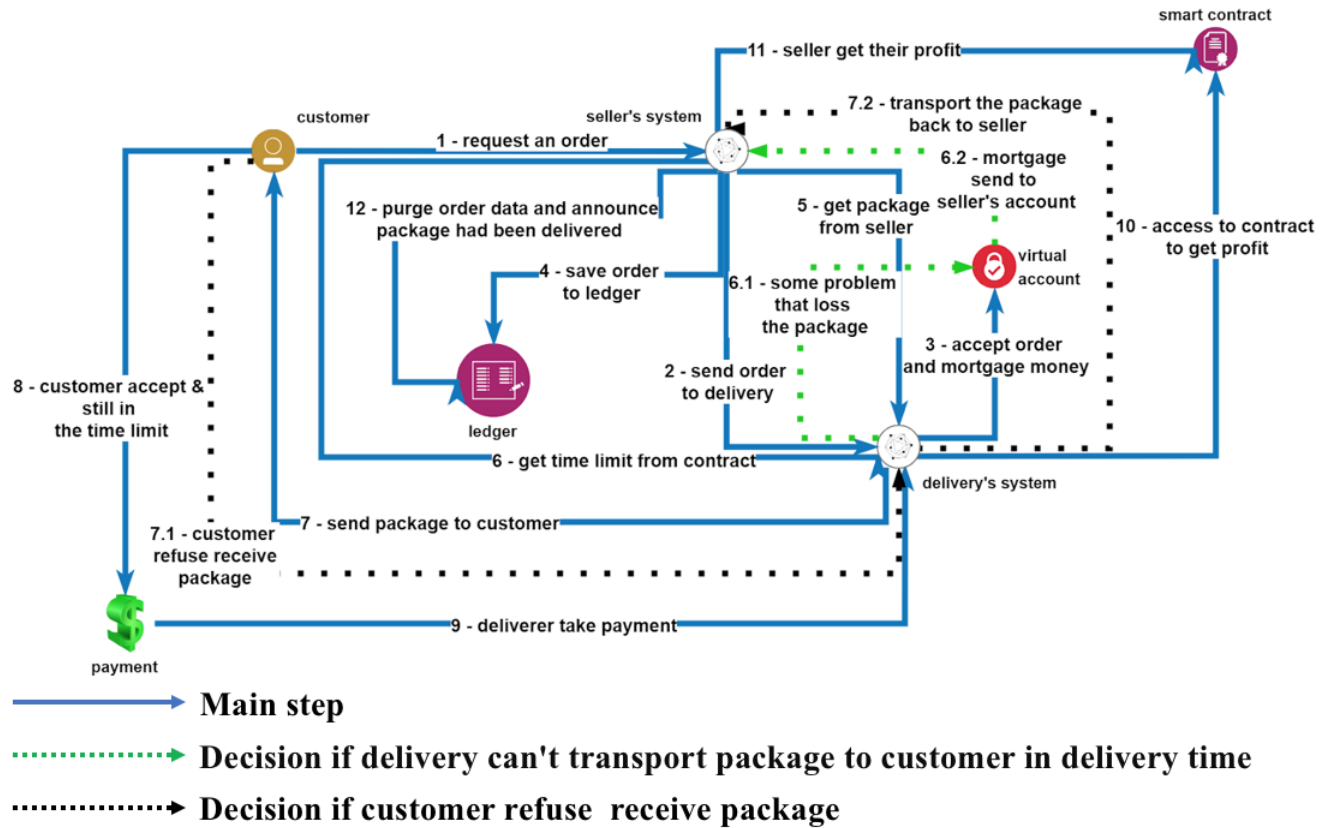 smart contract
11 - seller get their profit
customer
seller's system
7.2 - transport the package
back to seller
1 - request an order
6.2 - mortgage
send to
seller's account
12 - purge order data and announce
package had been delivered
5 - get package
from seller
10 - access to contract
to get profit
4 - save order
to ledger
virtual
account
6.1 - some problem
that loss
the package
3 - accept order
and mortgage money
2 - send order
to delivery
8 - customer accept &
still in
the time limit
ledger
6 - get time limit from contract
delivery's system
7 - send package to customer
7.1 - customer
refuse receive
package
9 - deliverer take payment
payment
Main step
Decision if delivery can't transport package to customer in delivery time
Decision if customer refuse receive package